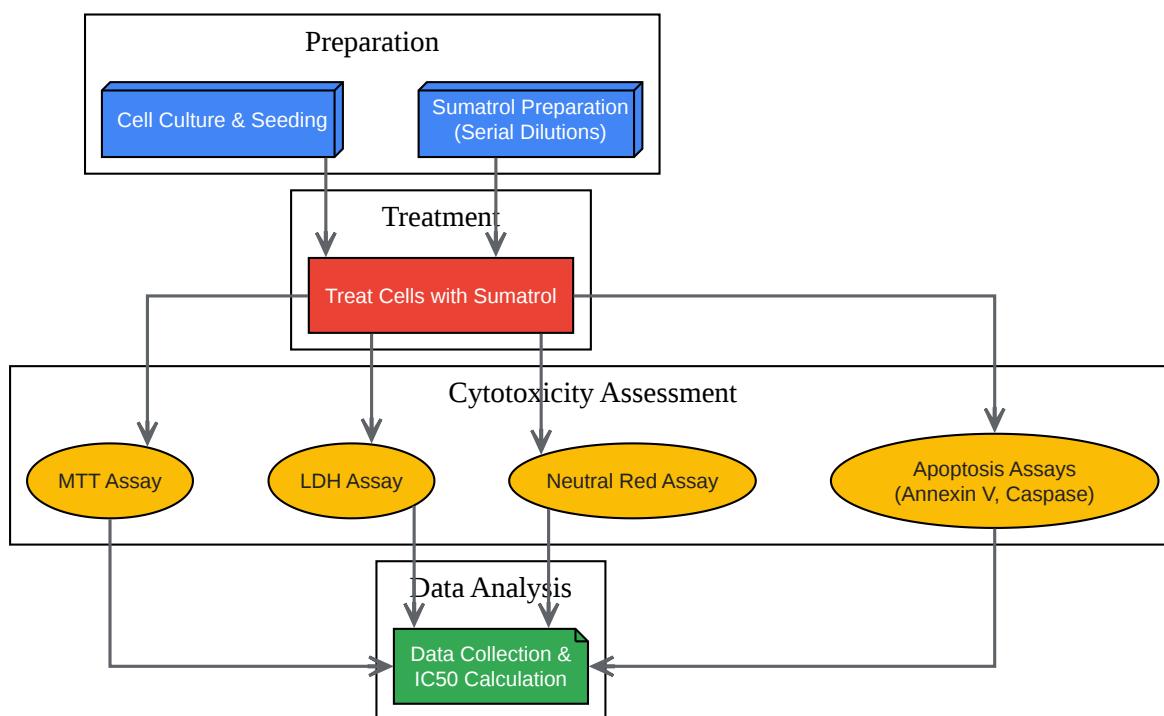 Preparation
Cell Culture & Seeding
Sumatrol Preparation
(Serial Dilutions)
Treatment
Treat Cells with Sumatrol
Cytotoxicity Assessment
MTT Assay
LDH Assay
Neutral Red Assay
Apoptosis Assays
(Annexin V, Caspase)
Data Analysis
Data Collection &
IC50 Calculation